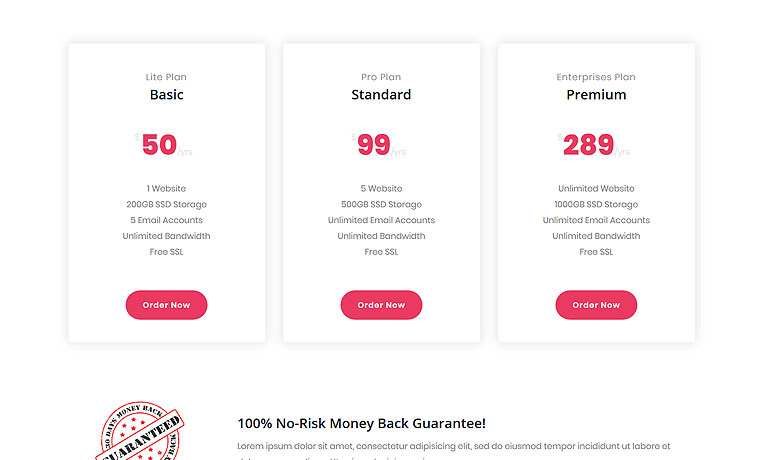 Lite Plan
Basic
$50/yrs
1 Website
200GB SSD Storage
5 Email Accounts
Unlimited Bandwidth
Free SSL
Order Now
Pro Plan
Standard
$99/yrs
5 Website
500GB SSD Storage
Unlimited Email Accounts
Unlimited Bandwidth
Free SSL
Order Now
Enterprises Plan
Premium
$289/yrs
Unlimited Website
1000GB SSD Storage
Unlimited Email Accounts
Unlimited Bandwidth
Free SSL
Order Now
30 DAYS MONEY BACK
GUARANTEED
BACK
100% No-Risk Money Back Guarantee!
Lorem ipsum dolor sit amet, consectetur adipisicing elit, sed do eiusmod tempor incididunt ut labore et